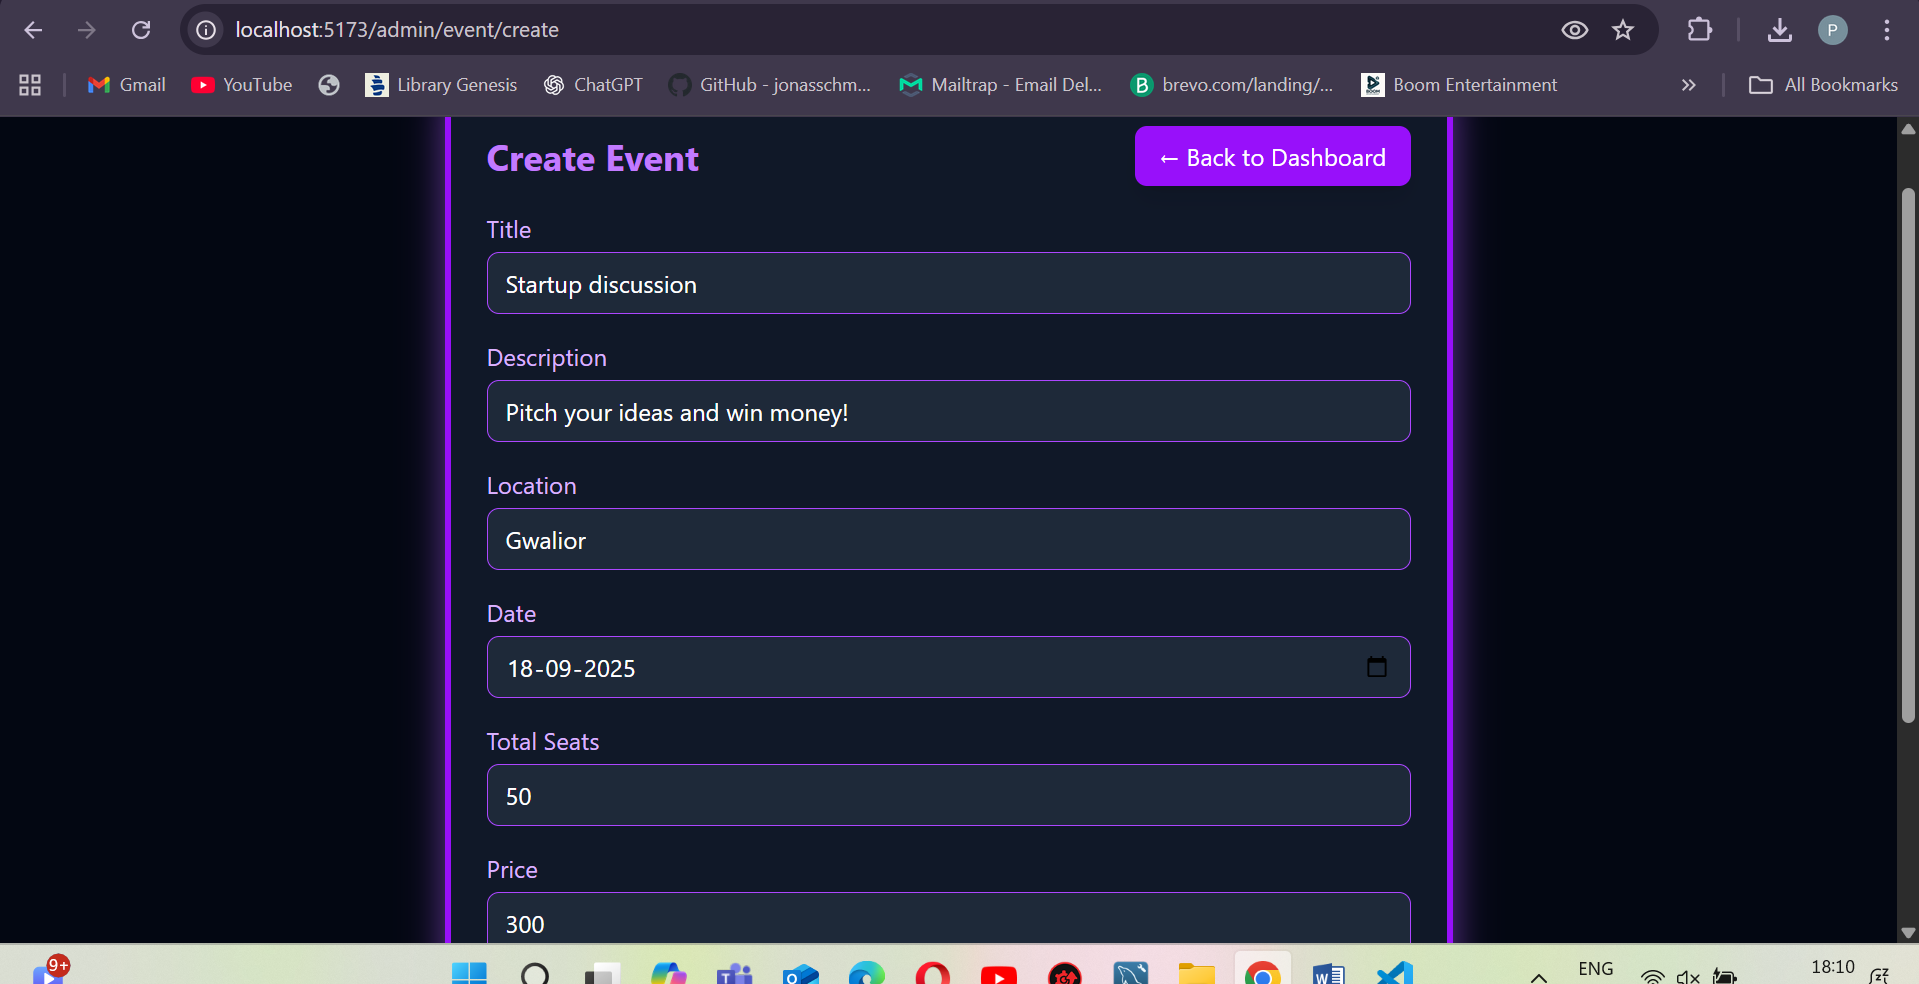 localhost:5173/admin/event/create
P
Gmail
YouTube
Library Genesis
ChatGPT
GitHub - jonasschm...
Mailtrap - Email Del...
B
brevo.com/landing/...
Boom Entertainment
All Bookmarks
Create Event
← Back to Dashboard
Title
Startup discussion
Description
Pitch your ideas and win money!
Location
Gwalior
Date
18-09-2025
Total Seats
50
Price
300
9+
ENG
18:10